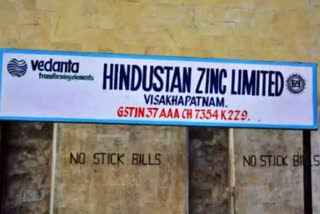 vedanta
transforming elements
HINDUSTAN ZINC LIMITED
VISAKHAPATNAM.
GSTIN 37 AAA CH 7354 K2Z9.
NO STICK BILLS
NO STICK BILLS